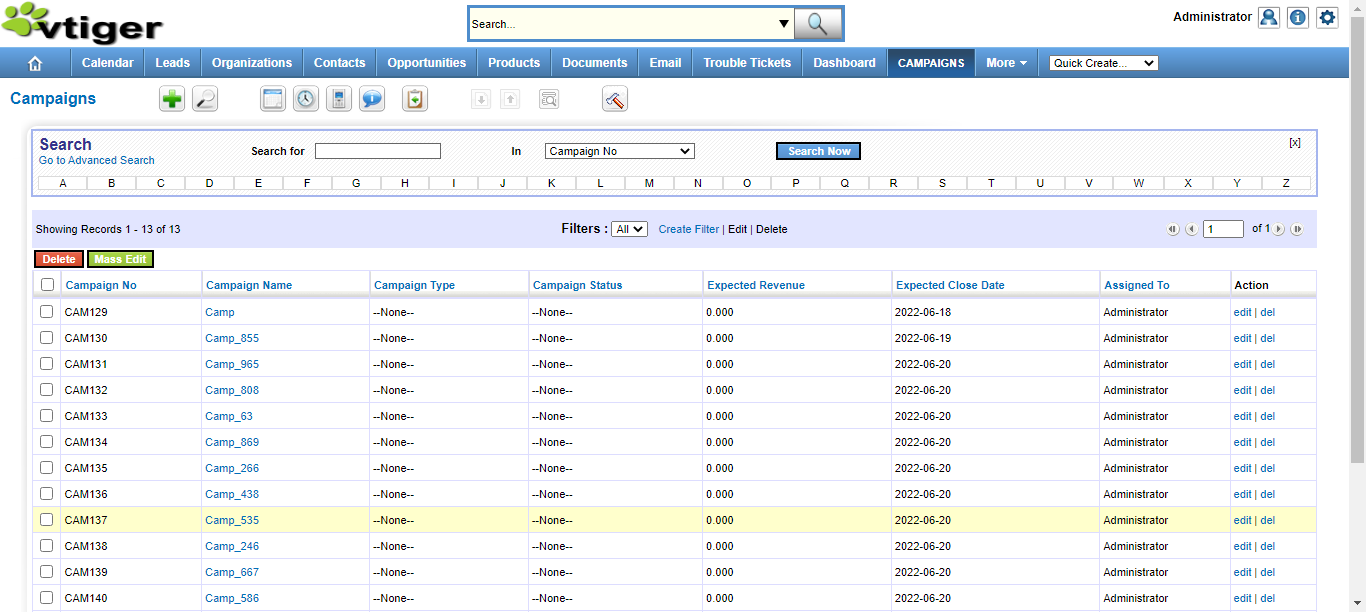 vtiger
Search...
Administrator
Calendar Leads Organizations Contacts Opportunities Products Documents Email Trouble Tickets Dashboard CAMPAIGNS More Quick Create...
Campaigns
Search
Go to Advanced Search
Search for In Campaign No Search Now [x]
A B C D E F G H I J K L M N O P Q R S T U V W X Y Z
Showing Records 1 - 13 of 13 Filters : All Create Filter | Edit | Delete 1 of 1
Delete Mass Edit
Campaign No Campaign Name Campaign Type Campaign Status Expected Revenue Expected Close Date Assigned To Action
CAM129 Camp --None-- --None-- 0.000 2022-06-18 Administrator edit | del
CAM130 Camp_855 --None-- --None-- 0.000 2022-06-19 Administrator edit | del
CAM131 Camp_965 --None-- --None-- 0.000 2022-06-20 Administrator edit | del
CAM132 Camp_808 --None-- --None-- 0.000 2022-06-20 Administrator edit | del
CAM133 Camp_63 --None-- --None-- 0.000 2022-06-20 Administrator edit | del
CAM134 Camp_869 --None-- --None-- 0.000 2022-06-20 Administrator edit | del
CAM135 Camp_266 --None-- --None-- 0.000 2022-06-20 Administrator edit | del
CAM136 Camp_438 --None-- --None-- 0.000 2022-06-20 Administrator edit | del
CAM137 Camp_535 --None-- --None-- 0.000 2022-06-20 Administrator edit | del
CAM138 Camp_246 --None-- --None-- 0.000 2022-06-20 Administrator edit | del
CAM139 Camp_667 --None-- --None-- 0.000 2022-06-20 Administrator edit | del
CAM140 Camp_586 --None-- --None-- 0.000 2022-06-20 Administrator edit | del